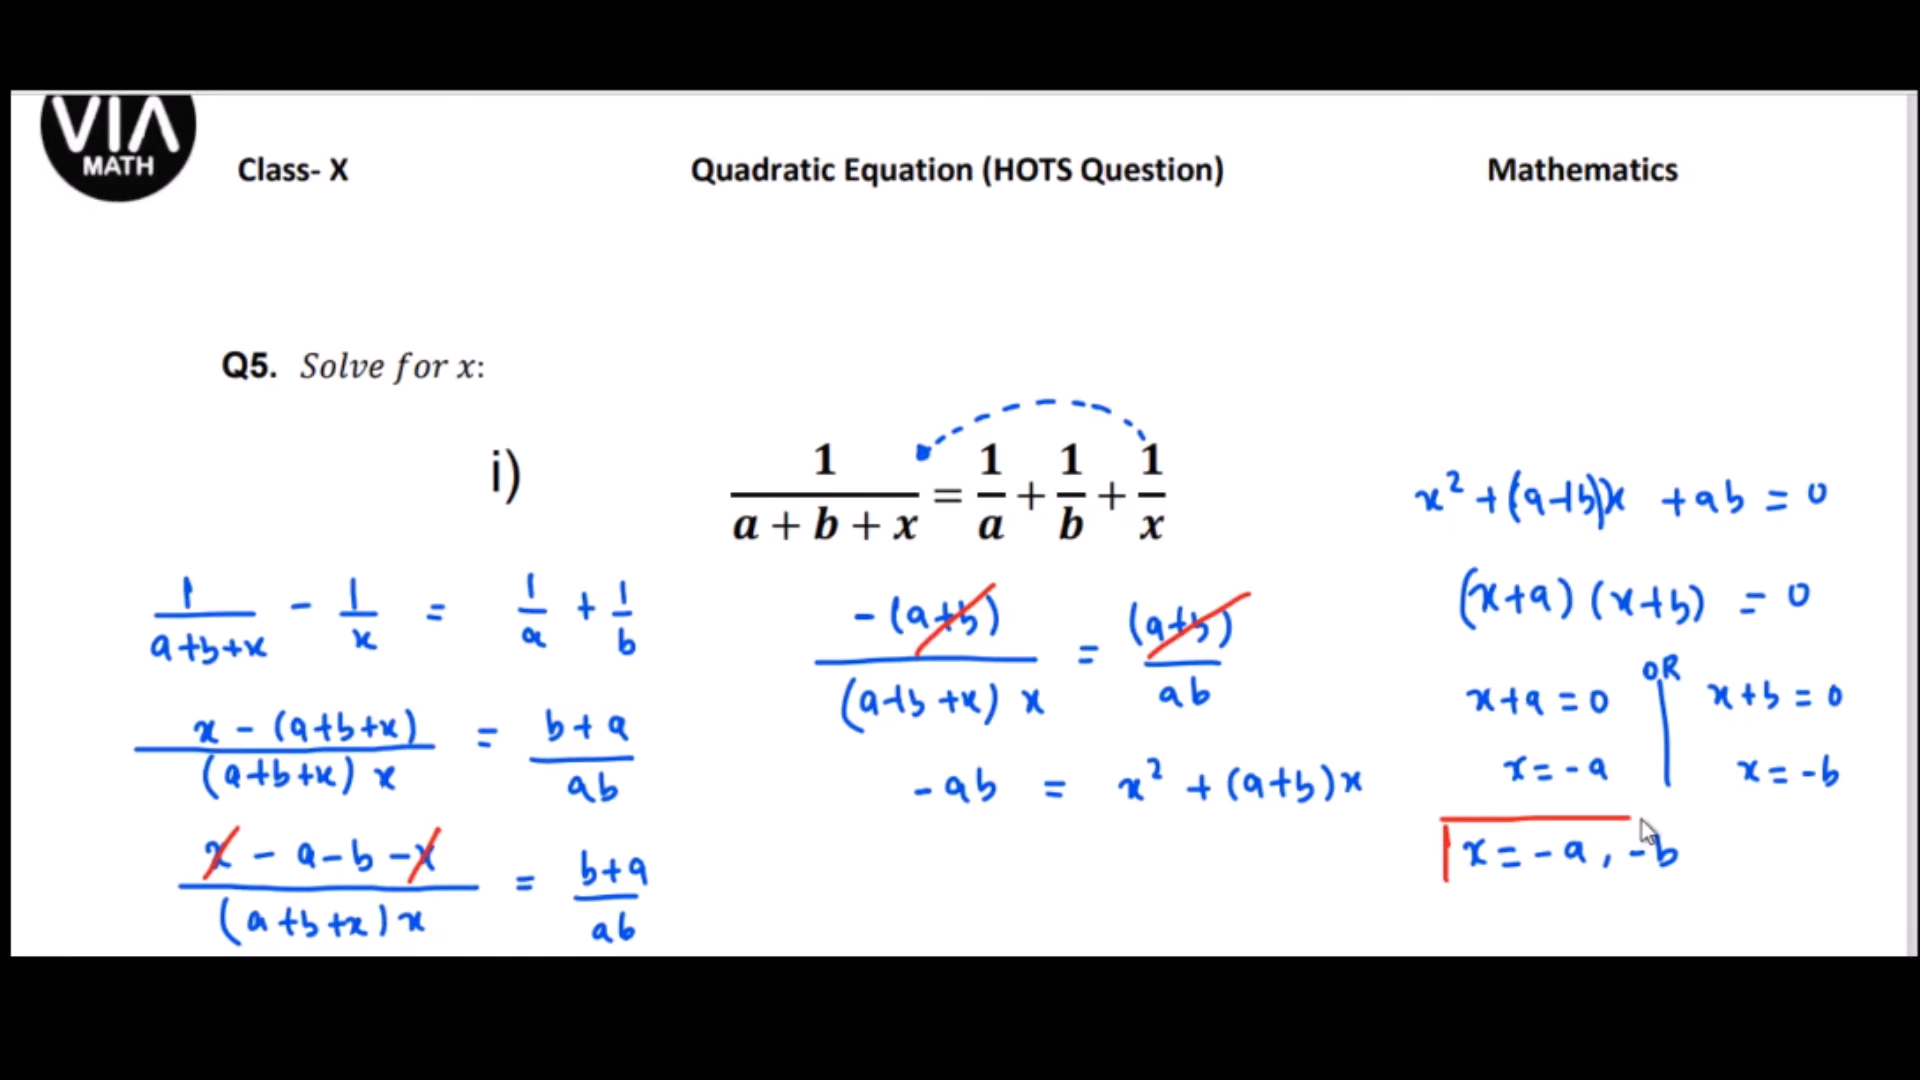 VIA
MATH
Class- X Quadratic Equation (HOTS Question) Mathematics
Q5. Solve for x:
i) 1/(a + b + x) = 1/a + 1/b + 1/x
1/(a+b+x) - 1/x = 1/a + 1/b
(x - (a+b+x))/((a+b+x) x) = (b+a)/(ab)
(x - a - b - x)/((a+b+x) x) = (b+a)/(ab)
(-(a+b))/((a+b+x) x) = (a+b)/(ab)
-ab = x² + (a+b)x
x² + (a+b)x + ab = 0
(x+a) (x+b) = 0
x+a = 0 OR x+b = 0
x = -a x = -b
x = -a, -b